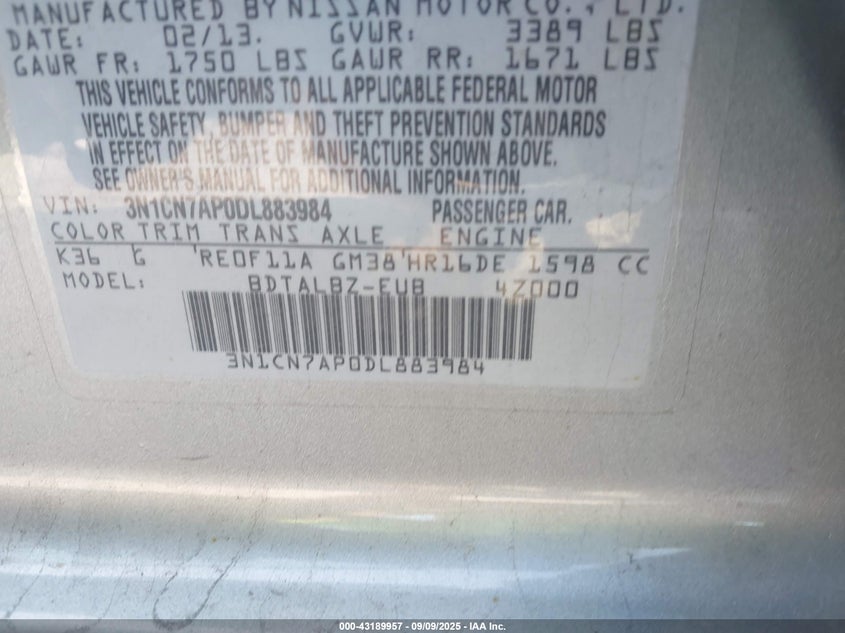 MANUFACTURED BY NISSAN MOTOR CO., LTD.
DATE: 02/13. GVWR: 3389 LBS
GAWR FR: 1750 LBS GAWR RR: 1671 LBS
THIS VEHICLE CONFORMS TO ALL APPLICABLE FEDERAL MOTOR
VEHICLE SAFETY, BUMPER AND THEFT PREVENTION STANDARDS
IN EFFECT ON THE DATE OF MANUFACTURE SHOWN ABOVE.
SEE OWNER'S MANUAL FOR ADDITIONAL INFORMATION.
VIN: 3N1CN7AP0DL883984 PASSENGER CAR.
COLOR TRIM TRANS AXLE ENGINE
K36 G RE0F11A GM38 HR16DE 1598 CC
MODEL: BDTALBZ-EUB 4Z000
3N1CN7AP0DL883984
000-43189957 - 09/09/2025 - IAA Inc.